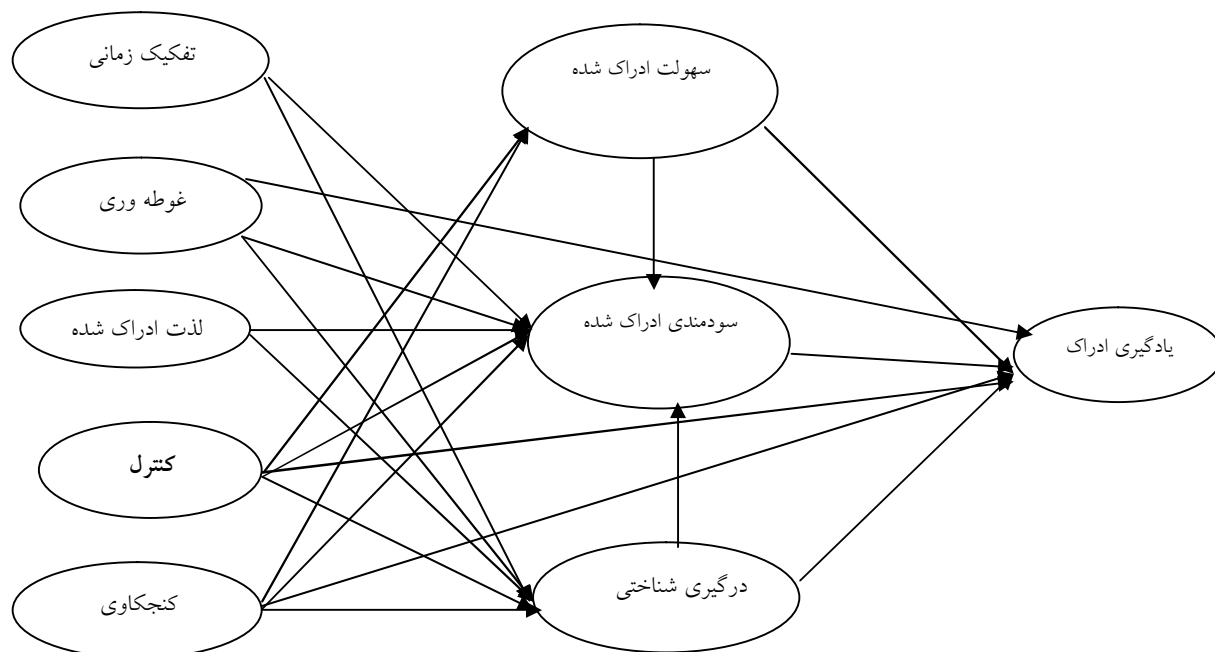 تفکیک زمانی
سهولت ادراک شده
غوطه وری
سودمندی ادراک شده
لذت ادراک شده
یادگیری ادراک
کنترل
درگیری شناختی
کنجکاوی